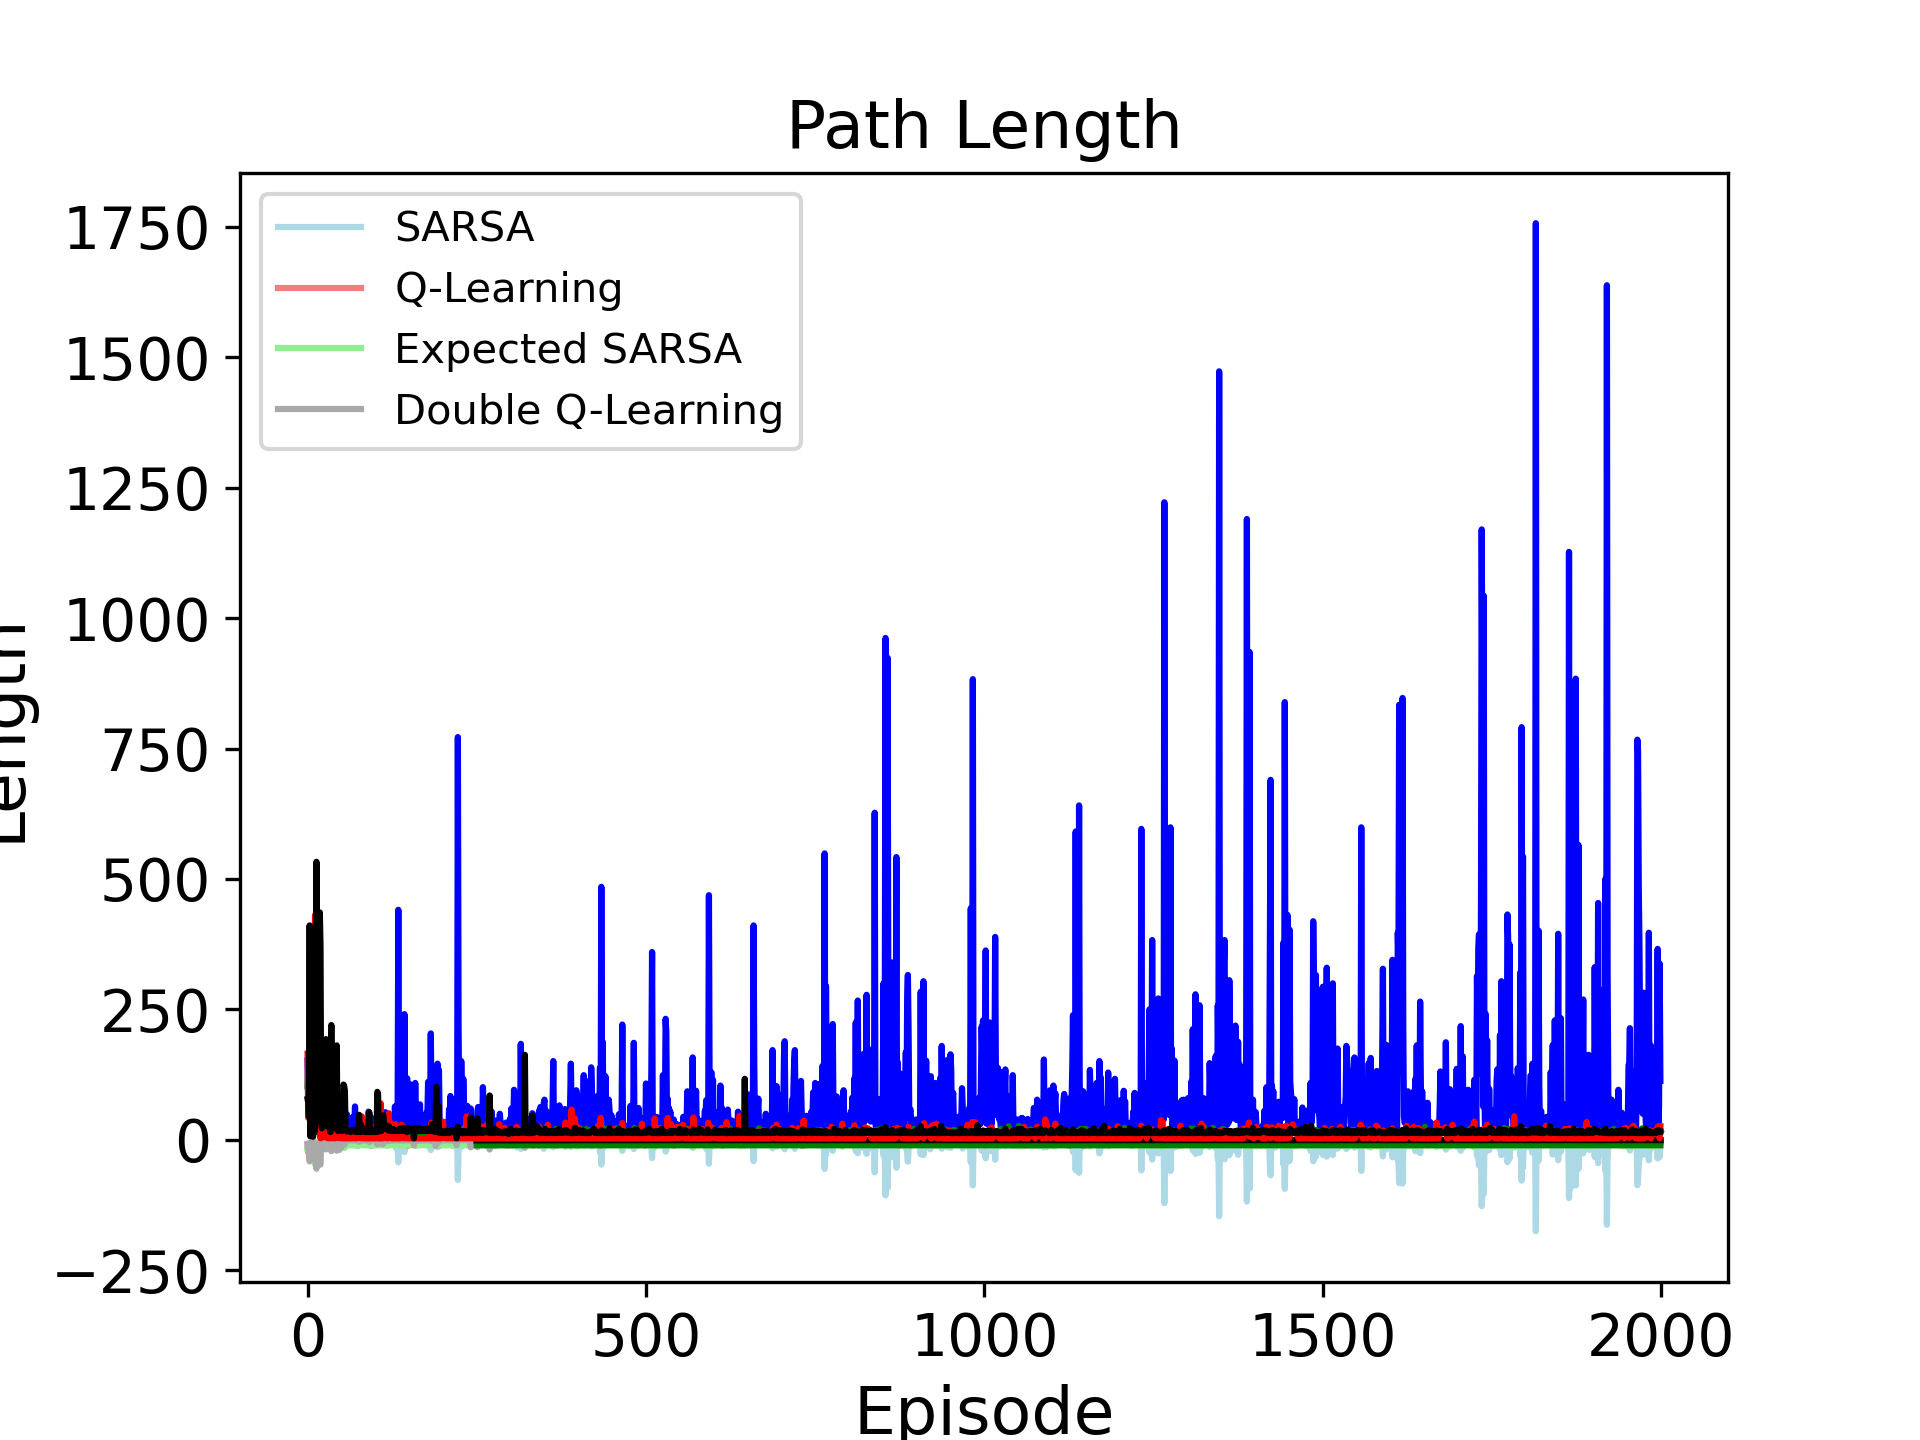 Path Length
1750
1500
1250
1000
750
500
250
0
−250
SARSA
Q-Learning
Expected SARSA
Double Q-Learning
Length
0 500 1000 1500 2000
Episode